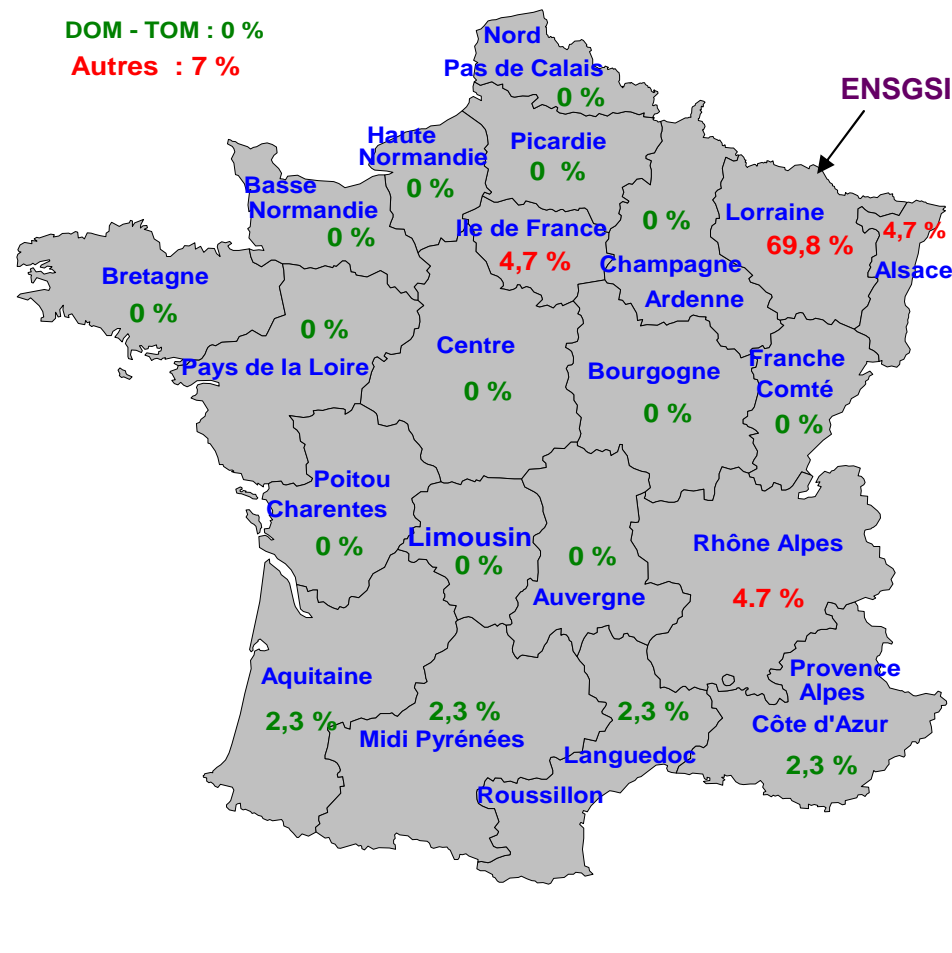 DOM - TOM : 0 %
Autres : 7 %
Nord
Pas de Calais
0 %
ENSGSI
Haute
Normandie
0 %
Picardie
0 %
Basse
Normandie
0 %
Ile de France
4,7 %
0 %
Champagne
Ardenne
Lorraine
69,8 %
4,7 %
Alsace
Bretagne
0 %
0 %
Pays de la Loire
Centre
0 %
Bourgogne
0 %
Franche
Comté
0 %
Poitou
Charentes
0 %
Limousin
0 %
0 %
Auvergne
Rhône Alpes
4.7 %
Aquitaine
2,3 %
2,3 %
Midi Pyrénées
2,3 %
Languedoc
Roussillon
Provence
Alpes
Côte d'Azur
2,3 %